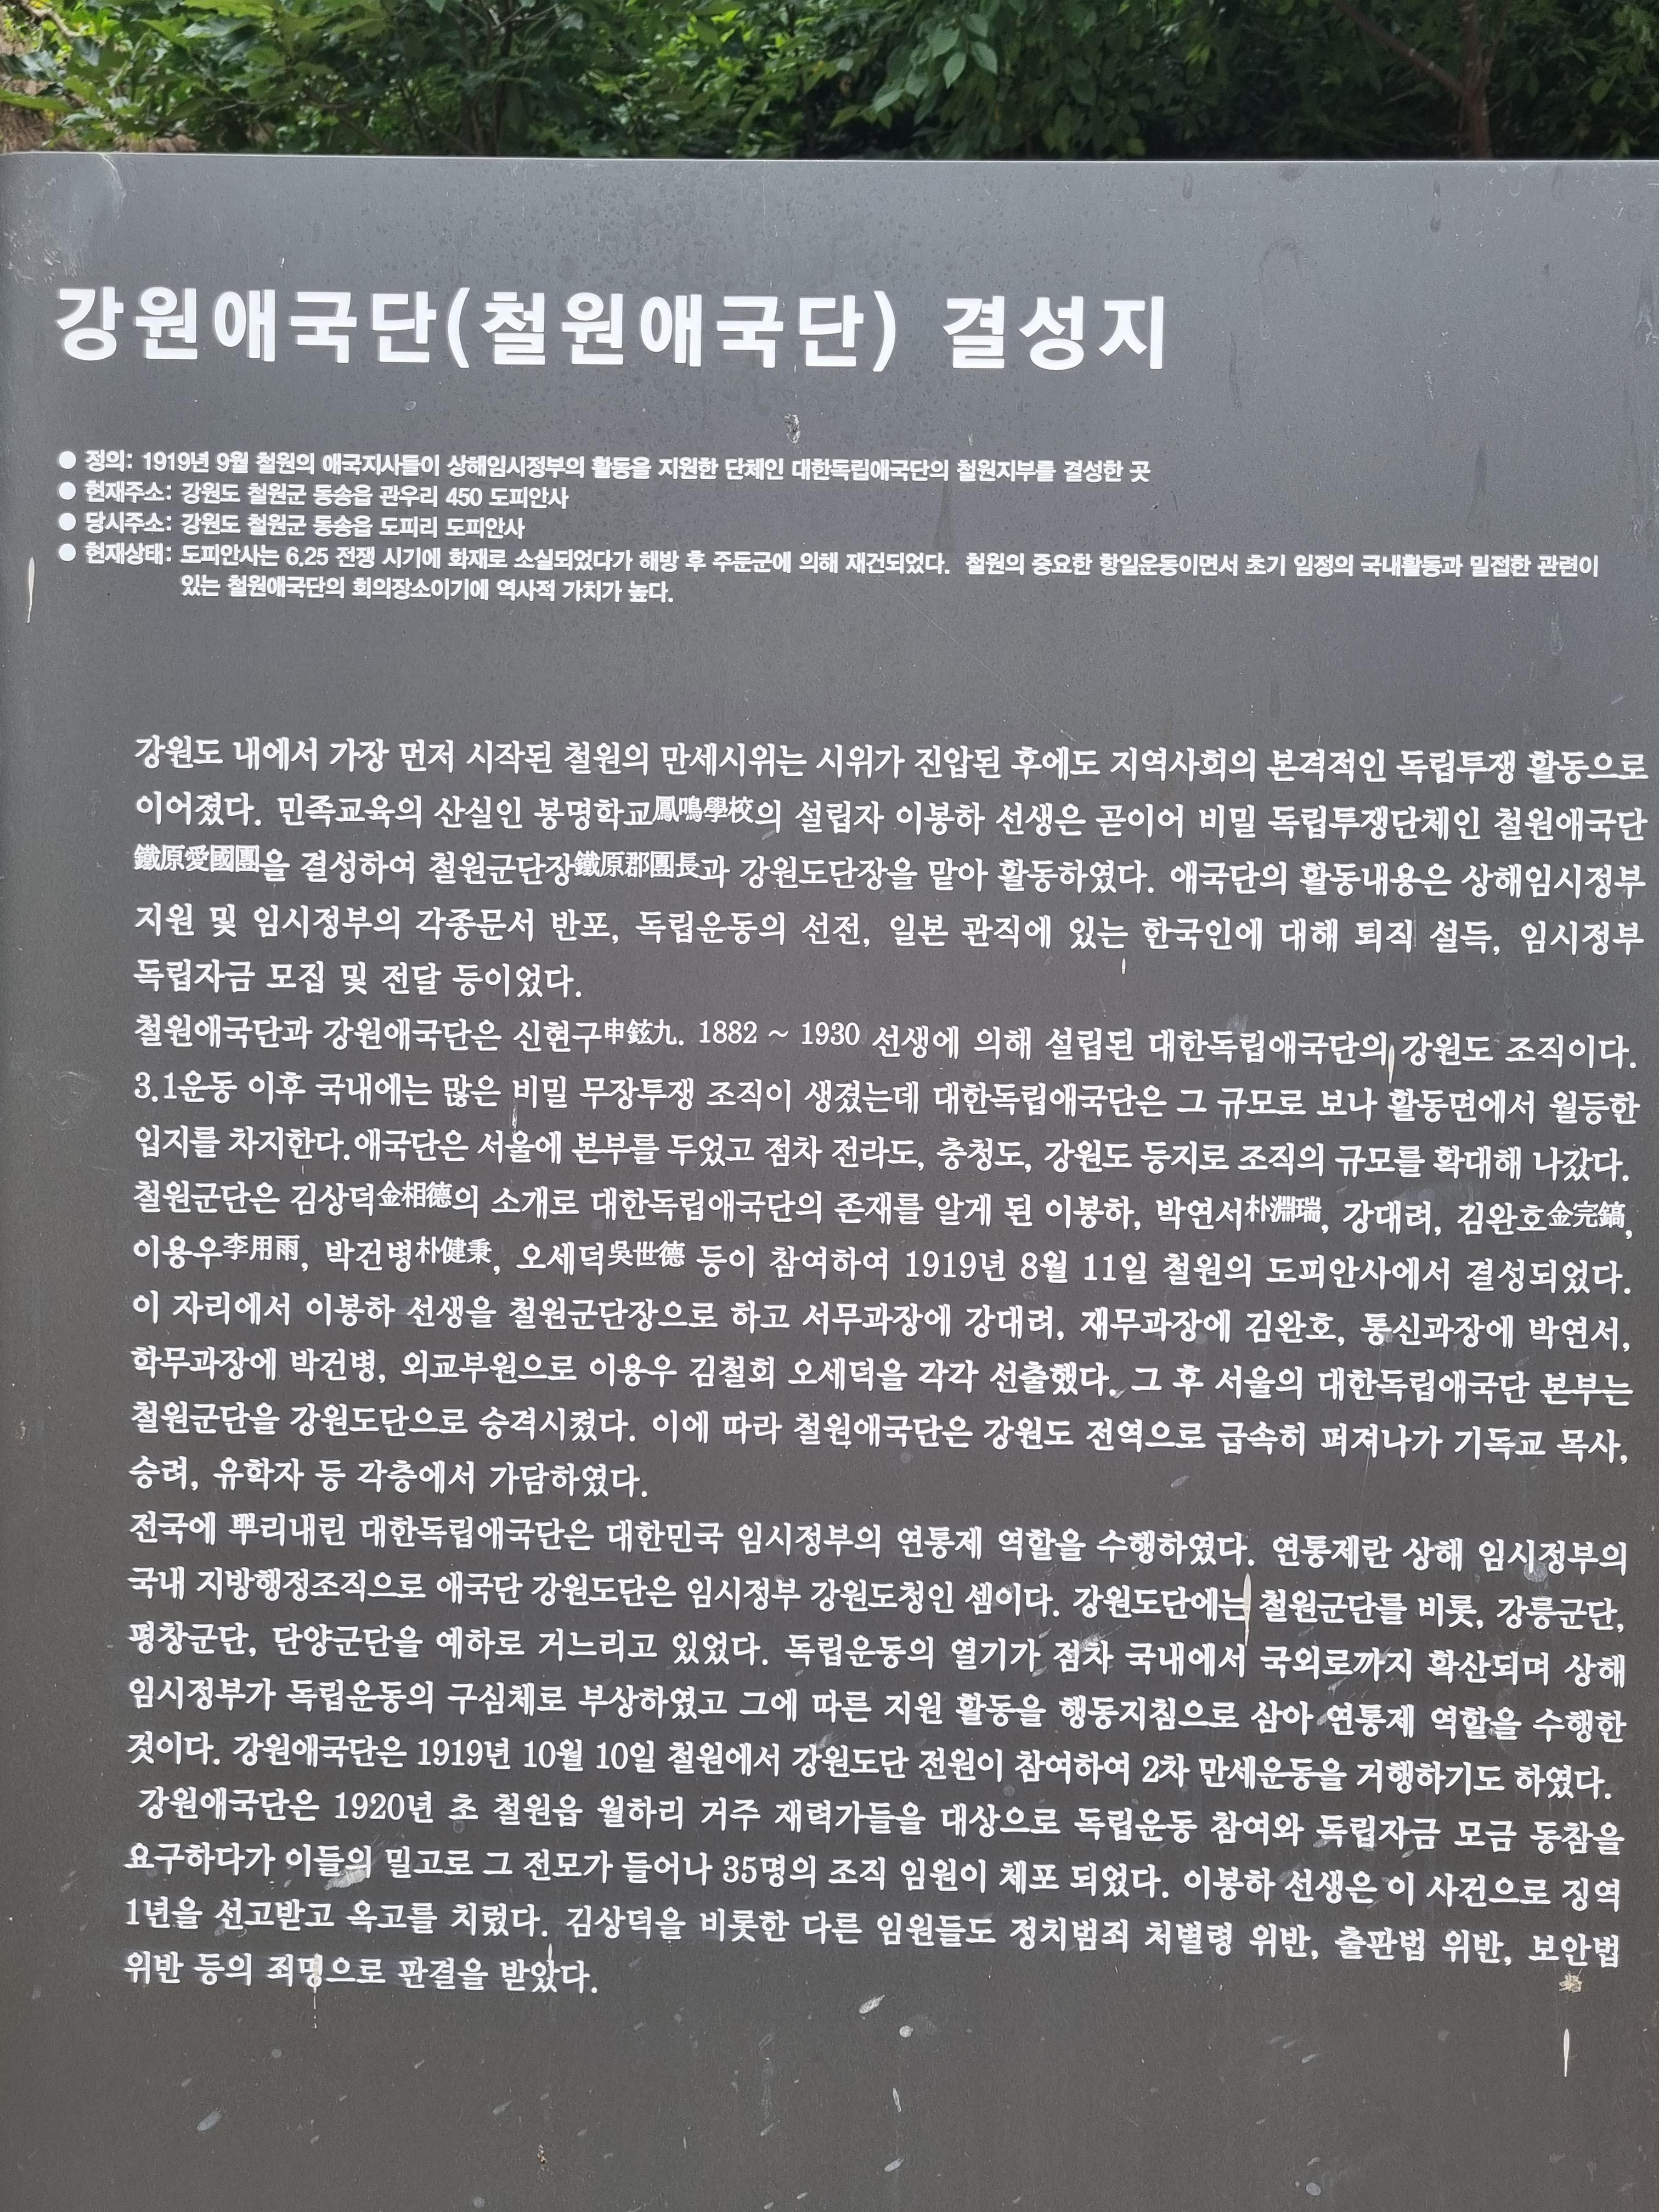 강원애국단(철원애국단) 결성지
● 정의: 1919년 9월 철원의 애국지사들이 상해임시정부의 활동을 지원한 단체인 대한독립애국단의 철원지부를 결성한 곳
● 현재주소: 강원도 철원군 동송읍 관우리 450 도피안사
● 당시주소: 강원도 철원군 동송읍 도피리 도피안사
● 현재상태: 도피안사는 6.25 전쟁 시기에 화재로 소실되었다가 해방 후 주둔군에 의해 재건되었다. 철원의 중요한 항일운동이면서 초기 임정의 국내활동과 밀접한 관련이
있는 철원애국단의 회의장소이기에 역사적 가치가 높다.
강원도 내에서 가장 먼저 시작된 철원의 만세시위는 시위가 진압된 후에도 지역사회의 본격적인 독립투쟁 활동으로
이어졌다. 민족교육의 산실인 봉명학교鳳鳴學校의 설립자 이봉하 선생은 곧이어 비밀 독립투쟁단체인 철원애국단
鐵原愛國團을 결성하여 철원군단장鐵原郡團長과 강원도단장을 맡아 활동하였다. 애국단의 활동내용은 상해임시정부
지원 및 임시정부의 각종문서 반포, 독립운동의 선전, 일본 관직에 있는 한국인에 대해 퇴직 설득, 임시정부
독립자금 모집 및 전달 등이었다.
철원애국단과 강원애국단은 신현구申鉉九. 1882 ~ 1930 선생에 의해 설립된 대한독립애국단의 강원도 조직이다.
3.1운동 이후 국내에는 많은 비밀 무장투쟁 조직이 생겼는데 대한독립애국단은 그 규모로 보나 활동면에서 월등한
입지를 차지한다.애국단은 서울에 본부를 두었고 점차 전라도, 충청도, 강원도 등지로 조직의 규모를 확대해 나갔다.
철원군단은 김상덕金相德의 소개로 대한독립애국단의 존재를 알게 된 이봉하, 박연서朴淵瑞, 강대려, 김완호金完鎬,
이용우李用雨, 박건병朴健秉, 오세덕吳世德 등이 참여하여 1919년 8월 11일 철원의 도피안사에서 결성되었다.
이 자리에서 이봉하 선생을 철원군단장으로 하고 서무과장에 강대려, 재무과장에 김완호, 통신과장에 박연서,
학무과장에 박건병, 외교부원으로 이용우 김철회 오세덕을 각각 선출했다. 그 후 서울의 대한독립애국단 본부는
철원군단을 강원도단으로 승격시켰다. 이에 따라 철원애국단은 강원도 전역으로 급속히 퍼져나가 기독교 목사,
승려, 유학자 등 각층에서 가담하였다.
전국에 뿌리내린 대한독립애국단은 대한민국 임시정부의 연통제 역할을 수행하였다. 연통제란 상해 임시정부의
국내 지방행정조직으로 애국단 강원도단은 임시정부 강원도청인 셈이다. 강원도단에는 철원군단를 비롯, 강릉군단,
평창군단, 단양군단을 예하로 거느리고 있었다. 독립운동의 열기가 점차 국내에서 국외로까지 확산되며 상해
임시정부가 독립운동의 구심체로 부상하였고 그에 따른 지원 활동을 행동지침으로 삼아 연통제 역할을 수행한
것이다. 강원애국단은 1919년 10월 10일 철원에서 강원도단 전원이 참여하여 2차 만세운동을 거행하기도 하였다.
강원애국단은 1920년 초 철원읍 월하리 거주 재력가들을 대상으로 독립운동 참여와 독립자금 모금 동참을
요구하다가 이들의 밀고로 그 전모가 들어나 35명의 조직 임원이 체포 되었다. 이봉하 선생은 이 사건으로 징역
1년을 선고받고 옥고를 치렀다. 김상덕을 비롯한 다른 임원들도 정치범죄 처별령 위반, 출판법 위반, 보안법
위반 등의 죄명으로 판결을 받았다.